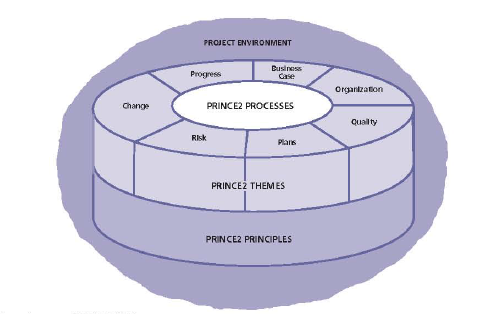 PROJECT ENVIRONMENT
Progress
Business
Case
Organization
Change
PRINCE2 PROCESSES
Quality
Risk
Plans
PRINCE2 THEMES
PRINCE2 PRINCIPLES